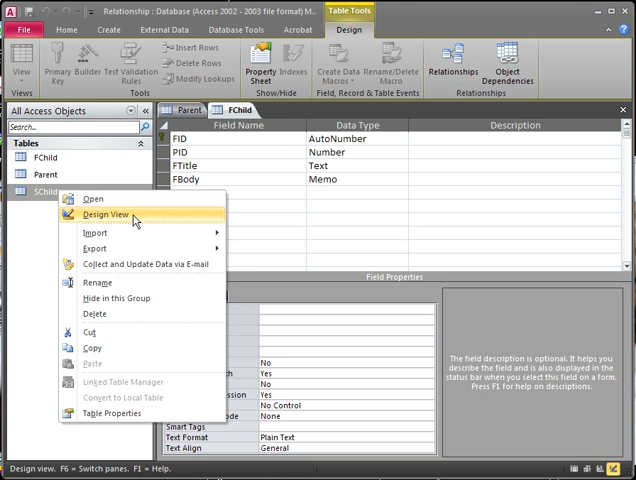 Relationship : Database (Access 2002 - 2003 file format) M...
Table Tools
File Home Create External Data Database Tools Acrobat Design
View
Primary Key
Builder
Test Validation Rules
Insert Rows
Delete Rows
Modify Lookups
Property Sheet
Indexes
Create Data Macros
Rename/Delete Macro
Relationships
Object Dependencies
Views Tools Show/Hide Field, Record & Table Events Relationships
All Access Objects
Search...
Tables
FChild
Parent
SChild
Parent FChild
Field Name Data Type Description
FID AutoNumber
PID Number
FTitle Text
FBody Memo
Open
Design View
Import
Export
Collect and Update Data via E-mail
Rename
Hide in this Group
Delete
Cut
Copy
Paste
Linked Table Manager
Convert to Local Table
Table Properties
Field Properties
No
Yes
No
Yes
No Control
None
Smart Tags
Text Format Plain Text
Text Align General
The field description is optional. It helps you
describe the field and is also displayed in the
status bar when you select this field on a form.
Press F1 for help on descriptions.
Design view. F6 = Switch panes. F1 = Help.